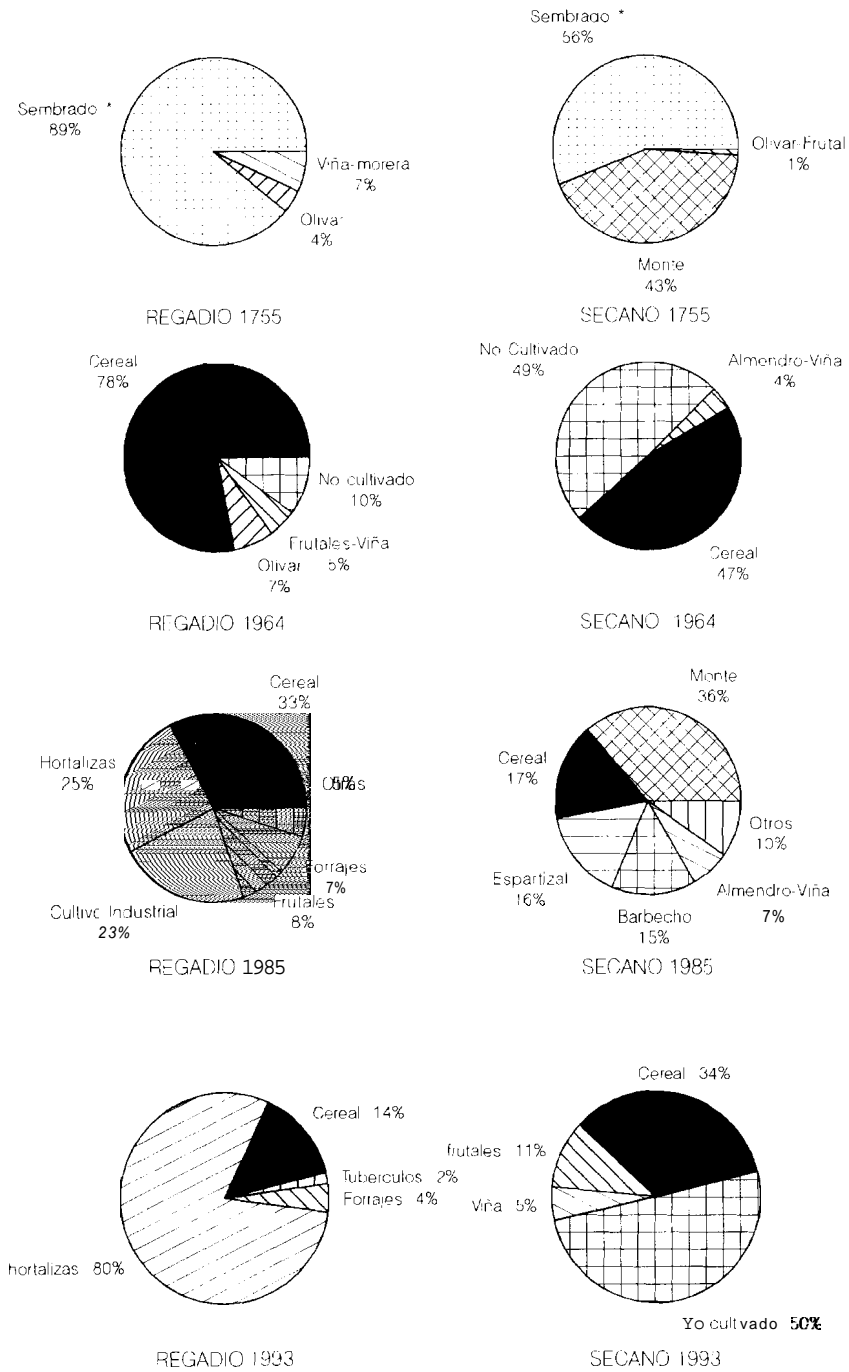 Sembrado *
89%
Viña-morera
7%
Olivar
4%
REGADIO 1755
Sembrado *
56%
Olivar-Frutal
1%
Monte
43%
SECANO 1755
Cereal
78%
No cultivado
10%
Frutales-Viña
5%
Olivar
7%
REGADIO 1964
No Cultivado
49%
Almendro-Viña
4%
Cereal
47%
SECANO 1964
Cereal
33%
Hortalizas
25%
5%
Forrajes
7%
Frutales
8%
Cultivo Industrial
23%
REGADIO 1985
Monte
36%
Cereal
17%
Otros
10%
Espartizal
16%
Almendro-Viña
7%
Barbecho
15%
SECANO 1985
Cereal 14%
Tuberculos 2%
Forrajes 4%
hortalizas 80%
REGADIO 1993
Cereal 34%
frutales 11%
Viña 5%
Yo cultvado 50%
SECANO 1993